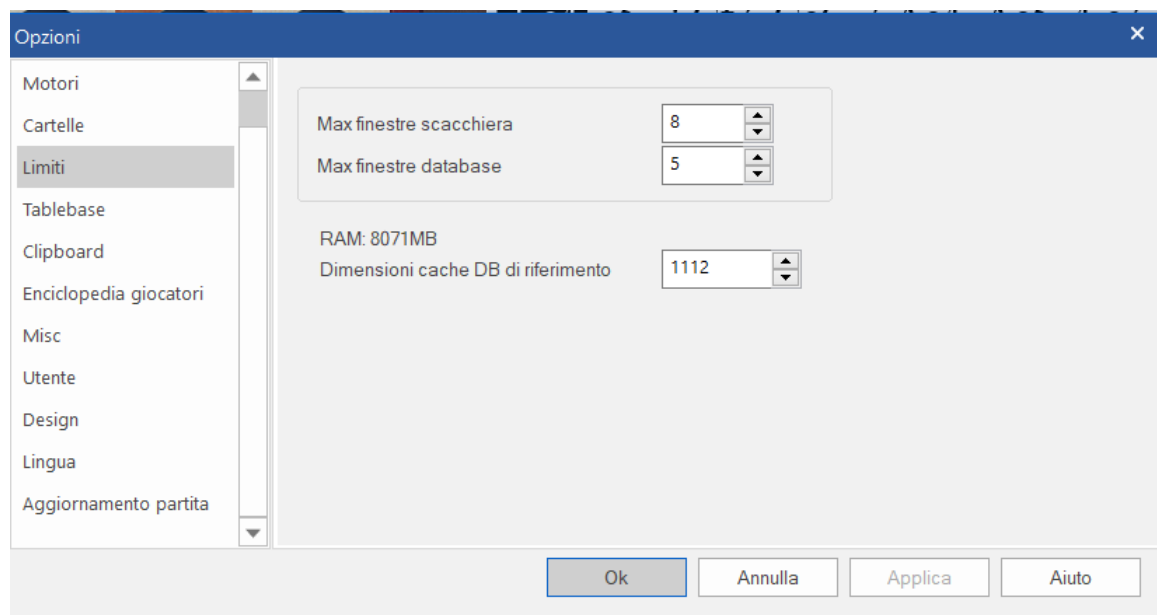 Opzioni
Motori
Cartelle
Limiti
Tablebase
Clipboard
Enciclopedia giocatori
Misc
Utente
Design
Lingua
Aggiornamento partita
Max finestre scacchiera 8
Max finestre database 5
RAM: 8071MB
Dimensioni cache DB di riferimento 1112
Ok Annulla Applica Aiuto